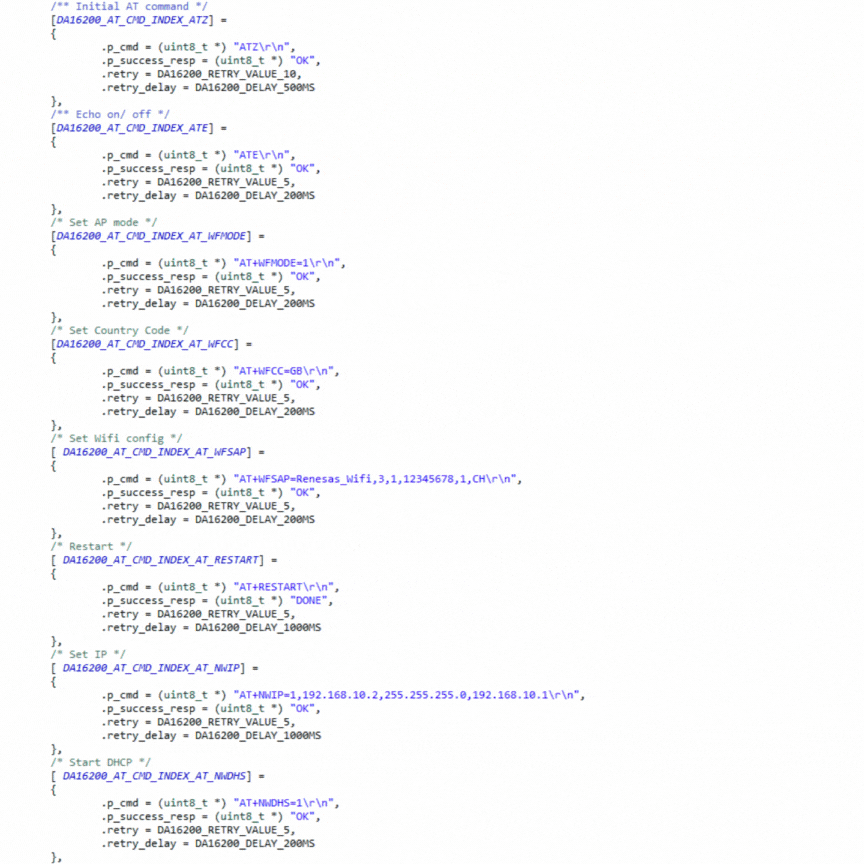 /** Initial AT command */
[DA16200_AT_CMD_INDEX_ATZ] =
{
.p_cmd = (uint8_t *) "ATZ\r\n",
.p_success_resp = (uint8_t *) "OK",
.retry = DA16200_RETRY_VALUE_10,
.retry_delay = DA16200_DELAY_500MS
},
/** Echo on/ off */
[DA16200_AT_CMD_INDEX_ATE] =
{
.p_cmd = (uint8_t *) "ATE\r\n",
.p_success_resp = (uint8_t *) "OK",
.retry = DA16200_RETRY_VALUE_5,
.retry_delay = DA16200_DELAY_200MS
},
/* Set AP mode */
[DA16200_AT_CMD_INDEX_AT_WFMODE] =
{
.p_cmd = (uint8_t *) "AT+WFMODE=1\r\n",
.p_success_resp = (uint8_t *) "OK",
.retry = DA16200_RETRY_VALUE_5,
.retry_delay = DA16200_DELAY_200MS
},
/* Set Country Code */
[DA16200_AT_CMD_INDEX_AT_WFCC] =
{
.p_cmd = (uint8_t *) "AT+WFCC=GB\r\n",
.p_success_resp = (uint8_t *) "OK",
.retry = DA16200_RETRY_VALUE_5,
.retry_delay = DA16200_DELAY_200MS
},
/* Set Wifi config */
[ DA16200_AT_CMD_INDEX_AT_WFSAP] =
{
.p_cmd = (uint8_t *) "AT+WFSAP=Renesas_Wifi,3,1,12345678,1,CH\r\n",
.p_success_resp = (uint8_t *) "OK",
.retry = DA16200_RETRY_VALUE_5,
.retry_delay = DA16200_DELAY_200MS
},
/* Restart */
[ DA16200_AT_CMD_INDEX_AT_RESTART] =
{
.p_cmd = (uint8_t *) "AT+RESTART\r\n",
.p_success_resp = (uint8_t *) "DONE",
.retry = DA16200_RETRY_VALUE_5,
.retry_delay = DA16200_DELAY_1000MS
},
/* Set IP */
[ DA16200_AT_CMD_INDEX_AT_NWIP] =
{
.p_cmd = (uint8_t *) "AT+NWIP=1,192.168.10.2,255.255.255.0,192.168.10.1\r\n",
.p_success_resp = (uint8_t *) "OK",
.retry = DA16200_RETRY_VALUE_5,
.retry_delay = DA16200_DELAY_1000MS
},
/* Start DHCP */
[ DA16200_AT_CMD_INDEX_AT_NWDHS] =
{
.p_cmd = (uint8_t *) "AT+NWDHS=1\r\n",
.p_success_resp = (uint8_t *) "OK",
.retry = DA16200_RETRY_VALUE_5,
.retry_delay = DA16200_DELAY_200MS
},